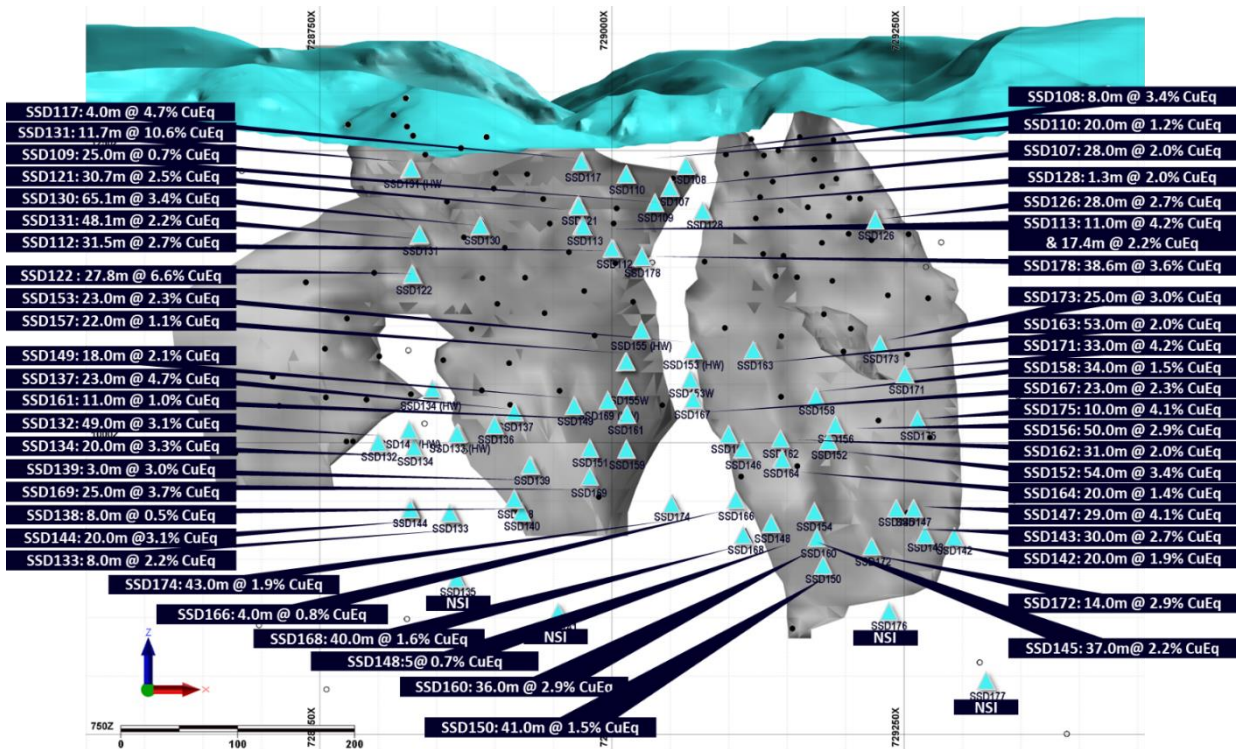 728750X
729000X
729250X
SSD117: 4.0m @ 4.7% CuEq
SSD131: 11.7m @ 10.6% CuEq
SSD109: 25.0m @ 0.7% CuEq
SSD121: 30.7m @ 2.5% CuEq
SSD130: 65.1m @ 3.4% CuEq
SSD131: 48.1m @ 2.2% CuEq
SSD112: 31.5m @ 2.7% CuEq
SSD122 : 27.8m @ 6.6% CuEq
SSD153: 23.0m @ 2.3% CuEq
SSD157: 22.0m @ 1.1% CuEq
SSD149: 18.0m @ 2.1% CuEq
SSD137: 23.0m @ 4.7% CuEq
SSD161: 11.0m @ 1.0% CuEq
SSD132: 49.0m @ 3.1% CuEq
SSD134: 20.0m @ 3.3% CuEq
SSD139: 3.0m @ 3.0% CuEq
SSD169: 25.0m @ 3.7% CuEq
SSD138: 8.0m @ 0.5% CuEq
SSD144: 20.0m @3.1% CuEq
SSD133: 8.0m @ 2.2% CuEq
SSD174: 43.0m @ 1.9% CuEq
SSD166: 4.0m @ 0.8% CuEq
SSD168: 40.0m @ 1.6% CuEq
SSD148:5@ 0.7% CuEq
SSD160: 36.0m @ 2.9% CuEq
SSD150: 41.0m @ 1.5% CuEq
SSD108: 8.0m @ 3.4% CuEq
SSD110: 20.0m @ 1.2% CuEq
SSD107: 28.0m @ 2.0% CuEq
SSD128: 1.3m @ 2.0% CuEq
SSD126: 28.0m @ 2.7% CuEq
SSD113: 11.0m @ 4.2% CuEq
& 17.4m @ 2.2% CuEq
SSD178: 38.6m @ 3.6% CuEq
SSD173: 25.0m @ 3.0% CuEq
SSD163: 53.0m @ 2.0% CuEq
SSD171: 33.0m @ 4.2% CuEq
SSD158: 34.0m @ 1.5% CuEq
SSD167: 23.0m @ 2.3% CuEq
SSD175: 10.0m @ 4.1% CuEq
SSD156: 50.0m @ 2.9% CuEq
SSD162: 31.0m @ 2.0% CuEq
SSD152: 54.0m @ 3.4% CuEq
SSD164: 20.0m @ 1.4% CuEq
SSD147: 29.0m @ 4.1% CuEq
SSD143: 30.0m @ 2.7% CuEq
SSD142: 20.0m @ 1.9% CuEq
SSD172: 14.0m @ 2.9% CuEq
SSD145: 37.0m@ 2.2% CuEq
SSD131 (HW
SSD117
SSD110
SSD108
SSD107
SSD109
SSD128
SSD126
SSD113
SSD130
SSD131
SSD112
SSD178
SSD122
SSD155 (HW)
SSD153 (HW)
SSD163
SSD173
SSD171
SSD134 (HW)
SSD155W
SSD153W
SSD167
SSD158
SSD149
SSD161
SSD137
SSD136
SSD132
SSD134
SSD151
SSD159
SSD146
SSD162
SSD164
SSD156
SSD152
SSD175
SSD139
SSD169
SSD140
SSD144
SSD133
SSD174
SSD166
SSD168
SSD148
SSD154
SSD160
SSD150
SSD172
SSD147
SSD143
SSD142
SSD135
NSI
NSI
SSD176
NSI
SSD177
NSI
Z
X
750Z
0
100
200
729250X